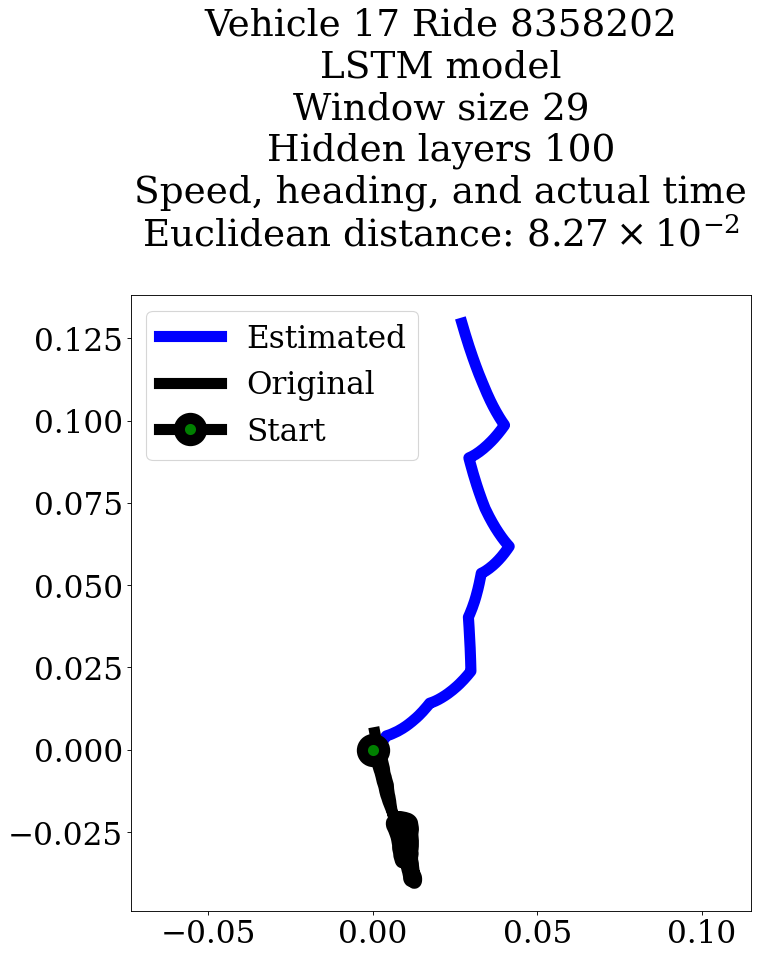 Vehicle 17 Ride 8358202
LSTM model
Window size 29
Hidden layers 100
Speed, heading, and actual time
Euclidean distance: 8.27 × 10⁻²
Estimated
Original
Start
0.125
0.100
0.075
0.050
0.025
0.000
−0.025
−0.05 0.00 0.05 0.10